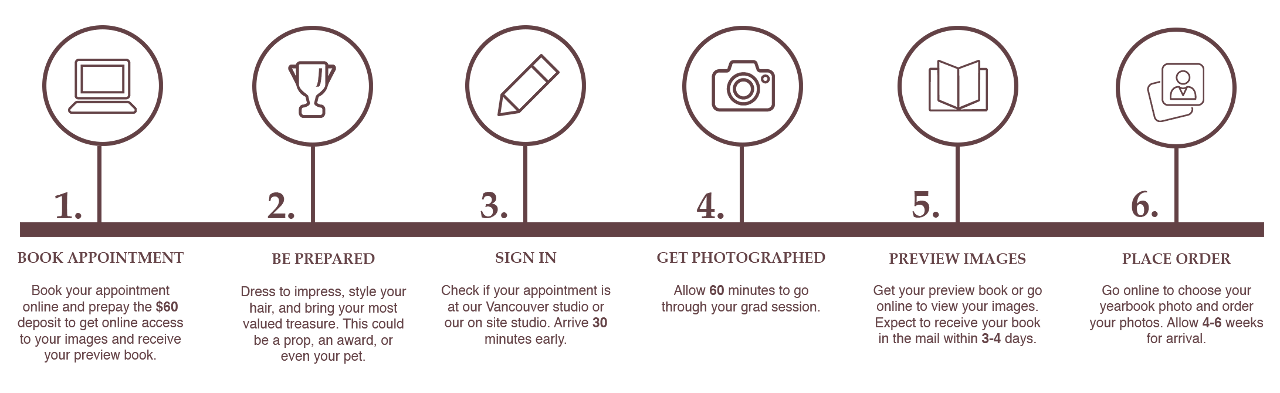 1.
2.
3.
4.
5.
6.
BOOK APPOINTMENT
Book your appointment
online and prepay the $60
deposit to get online access
to your images and receive
your preview book.
BE PREPARED
Dress to impress, style your
hair, and bring your most
valued treasure. This could
be a prop, an award, or
even your pet.
SIGN IN
Check if your appointment is
at our Vancouver studio or
our on site studio. Arrive 30
minutes early.
GET PHOTOGRAPHED
Allow 60 minutes to go
through your grad session.
PREVIEW IMAGES
Get your preview book or go
online to view your images.
Expect to receive your book
in the mail within 3-4 days.
PLACE ORDER
Go online to choose your
yearbook photo and order
your photos. Allow 4-6 weeks
for arrival.